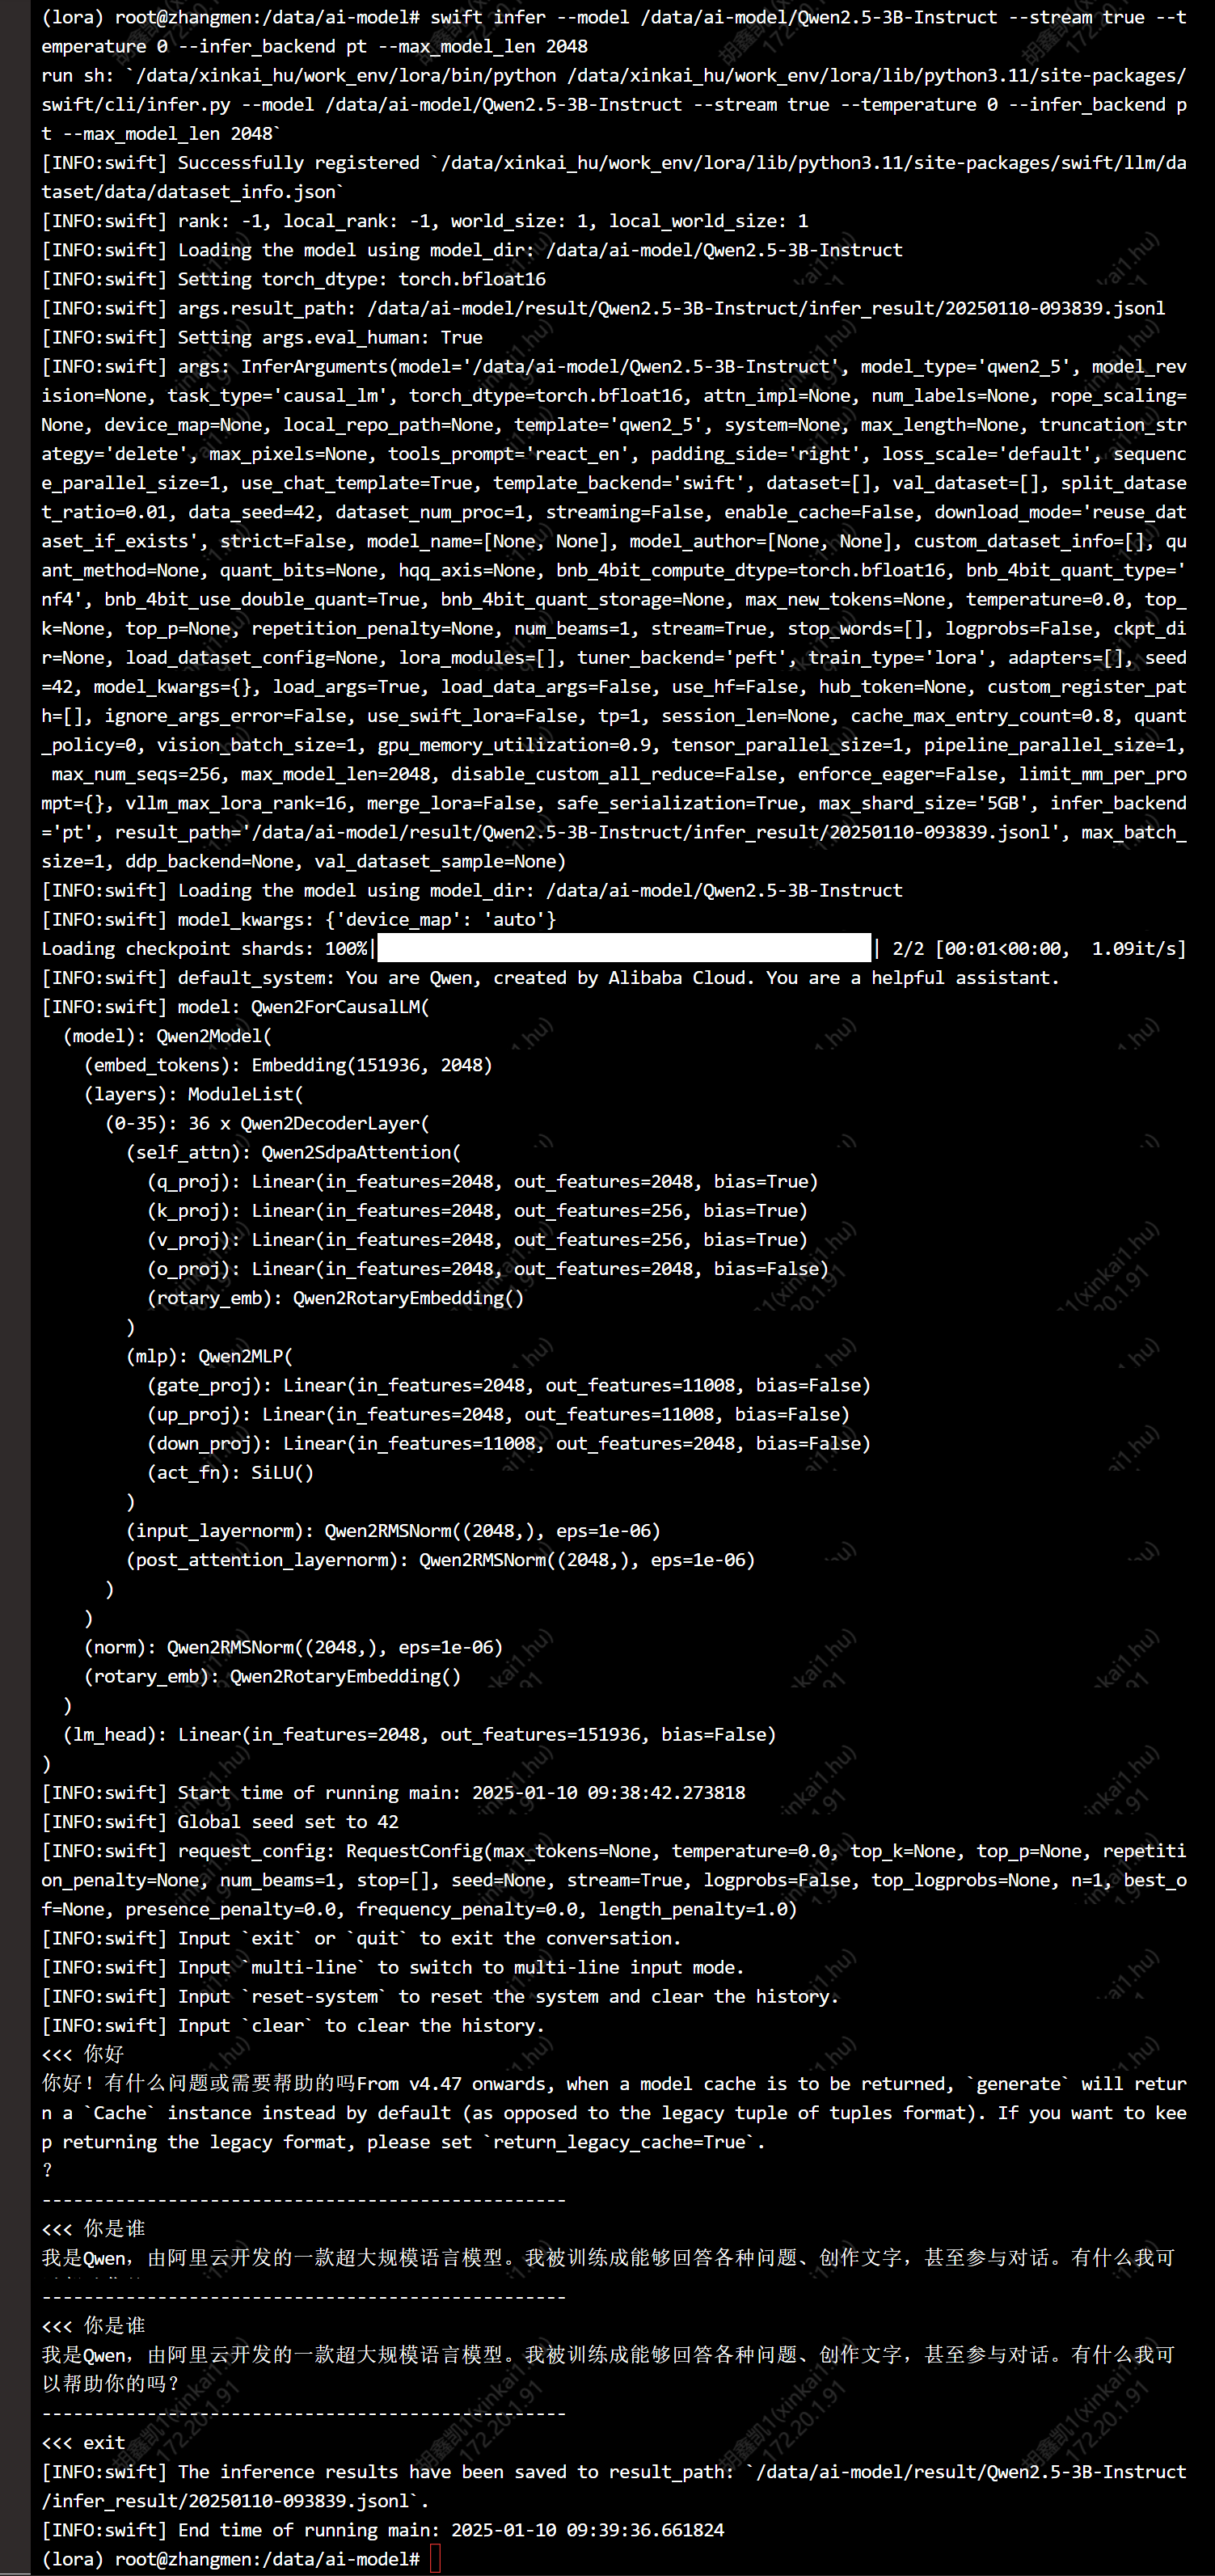 (lora) root@zhangmen:/data/ai-model# swift infer --model /data/ai-model/Qwen2.5-3B-Instruct --stream true --t
emperature 0 --infer_backend pt --max_model_len 2048
run sh: `/data/xinkai_hu/work_env/lora/bin/python /data/xinkai_hu/work_env/lora/lib/python3.11/site-packages/
swift/cli/infer.py --model /data/ai-model/Qwen2.5-3B-Instruct --stream true --temperature 0 --infer_backend p
t --max_model_len 2048`
[INFO:swift] Successfully registered `/data/xinkai_hu/work_env/lora/lib/python3.11/site-packages/swift/llm/da
taset/data/dataset_info.json`
[INFO:swift] rank: -1, local_rank: -1, world_size: 1, local_world_size: 1
[INFO:swift] Loading the model using model_dir: /data/ai-model/Qwen2.5-3B-Instruct
[INFO:swift] Setting torch_dtype: torch.bfloat16
[INFO:swift] args.result_path: /data/ai-model/result/Qwen2.5-3B-Instruct/infer_result/20250110-093839.jsonl
[INFO:swift] Setting args.eval_human: True
[INFO:swift] args: InferArguments(model='/data/ai-model/Qwen2.5-3B-Instruct', model_type='qwen2_5', model_rev
ision=None, task_type='causal_lm', torch_dtype=torch.bfloat16, attn_impl=None, num_labels=None, rope_scaling=
None, device_map=None, local_repo_path=None, template='qwen2_5', system=None, max_length=None, truncation_str
ategy='delete', max_pixels=None, tools_prompt='react_en', padding_side='right', loss_scale='default', sequenc
e_parallel_size=1, use_chat_template=True, template_backend='swift', dataset=[], val_dataset=[], split_datase
t_ratio=0.01, data_seed=42, dataset_num_proc=1, streaming=False, enable_cache=False, download_mode='reuse_dat
aset_if_exists', strict=False, model_name=[None, None], model_author=[None, None], custom_dataset_info=[], qu
ant_method=None, quant_bits=None, hqq_axis=None, bnb_4bit_compute_dtype=torch.bfloat16, bnb_4bit_quant_type='
nf4', bnb_4bit_use_double_quant=True, bnb_4bit_quant_storage=None, max_new_tokens=None, temperature=0.0, top_
k=None, top_p=None, repetition_penalty=None, num_beams=1, stream=True, stop_words=[], logprobs=False, ckpt_di
r=None, load_dataset_config=None, lora_modules=[], tuner_backend='peft', train_type='lora', adapters=[], seed
=42, model_kwargs={}, load_args=True, load_data_args=False, use_hf=False, hub_token=None, custom_register_pat
h=[], ignore_args_error=False, use_swift_lora=False, tp=1, session_len=None, cache_max_entry_count=0.8, quant
_policy=0, vision_batch_size=1, gpu_memory_utilization=0.9, tensor_parallel_size=1, pipeline_parallel_size=1,
 max_num_seqs=256, max_model_len=2048, disable_custom_all_reduce=False, enforce_eager=False, limit_mm_per_pro
mpt={}, vllm_max_lora_rank=16, merge_lora=False, safe_serialization=True, max_shard_size='5GB', infer_backend
='pt', result_path='/data/ai-model/result/Qwen2.5-3B-Instruct/infer_result/20250110-093839.jsonl', max_batch_
size=1, ddp_backend=None, val_dataset_sample=None)
[INFO:swift] Loading the model using model_dir: /data/ai-model/Qwen2.5-3B-Instruct
[INFO:swift] model_kwargs: {'device_map': 'auto'}
Loading checkpoint shards: 100%|██████████| 2/2 [00:01<00:00,  1.09it/s]
[INFO:swift] default_system: You are Qwen, created by Alibaba Cloud. You are a helpful assistant.
[INFO:swift] model: Qwen2ForCausalLM(
  (model): Qwen2Model(
    (embed_tokens): Embedding(151936, 2048)
    (layers): ModuleList(
      (0-35): 36 x Qwen2DecoderLayer(
        (self_attn): Qwen2SdpaAttention(
          (q_proj): Linear(in_features=2048, out_features=2048, bias=True)
          (k_proj): Linear(in_features=2048, out_features=256, bias=True)
          (v_proj): Linear(in_features=2048, out_features=256, bias=True)
          (o_proj): Linear(in_features=2048, out_features=2048, bias=False)
          (rotary_emb): Qwen2RotaryEmbedding()
        )
        (mlp): Qwen2MLP(
          (gate_proj): Linear(in_features=2048, out_features=11008, bias=False)
          (up_proj): Linear(in_features=2048, out_features=11008, bias=False)
          (down_proj): Linear(in_features=11008, out_features=2048, bias=False)
          (act_fn): SiLU()
        )
        (input_layernorm): Qwen2RMSNorm((2048,), eps=1e-06)
        (post_attention_layernorm): Qwen2RMSNorm((2048,), eps=1e-06)
      )
    )
    (norm): Qwen2RMSNorm((2048,), eps=1e-06)
    (rotary_emb): Qwen2RotaryEmbedding()
  )
  (lm_head): Linear(in_features=2048, out_features=151936, bias=False)
)
[INFO:swift] Start time of running main: 2025-01-10 09:38:42.273818
[INFO:swift] Global seed set to 42
[INFO:swift] request_config: RequestConfig(max_tokens=None, temperature=0.0, top_k=None, top_p=None, repetiti
on_penalty=None, num_beams=1, stop=[], seed=None, stream=True, logprobs=False, top_logprobs=None, n=1, best_o
f=None, presence_penalty=0.0, frequency_penalty=0.0, length_penalty=1.0)
[INFO:swift] Input `exit` or `quit` to exit the conversation.
[INFO:swift] Input `multi-line` to switch to multi-line input mode.
[INFO:swift] Input `reset-system` to reset the system and clear the history.
[INFO:swift] Input `clear` to clear the history.
<<< 你好
你好！有什么问题或需要帮助的吗From v4.47 onwards, when a model cache is to be returned, `generate` will retur
n a `Cache` instance instead by default (as opposed to the legacy tuple of tuples format). If you want to kee
p returning the legacy format, please set `return_legacy_cache=True`.
？
--------------------------------------------------
<<< 你是谁
我是Qwen，由阿里云开发的一款超大规模语言模型。我被训练成能够回答各种问题、创作文字，甚至参与对话。有什么我可
--------------------------------------------------
<<< 你是谁
我是Qwen，由阿里云开发的一款超大规模语言模型。我被训练成能够回答各种问题、创作文字，甚至参与对话。有什么我可
以帮助你的吗？
--------------------------------------------------
<<< exit
[INFO:swift] The inference results have been saved to result_path: `/data/ai-model/result/Qwen2.5-3B-Instruct
/infer_result/20250110-093839.jsonl`.
[INFO:swift] End time of running main: 2025-01-10 09:39:36.661824
(lora) root@zhangmen:/data/ai-model#
胡鑫凯1(xinkai1.hu)
172.20.1.91